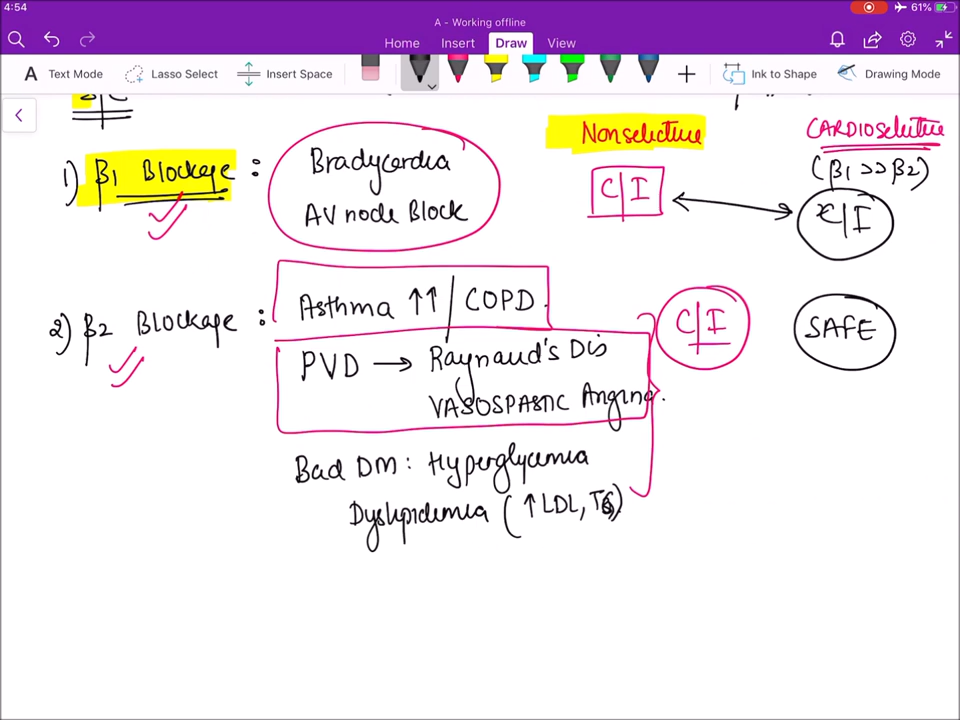 4:54
61%
A - Working offline
Home Insert Draw View
A Text Mode Lasso Select Insert Space Ink to Shape Drawing Mode
Nonselective CARDIOselective
(β1 >> β2)
1) β1 Blockage : Bradycardia C/I C/I
AV node Block
2) β2 Blockage : Asthma ↑↑ / COPD C/I SAFE
PVD → Raynaud's Dis
VASOSPASTIC Angina.
Bad DM : Hyperglycemia
Dyslipidemia (↑LDL, TG)